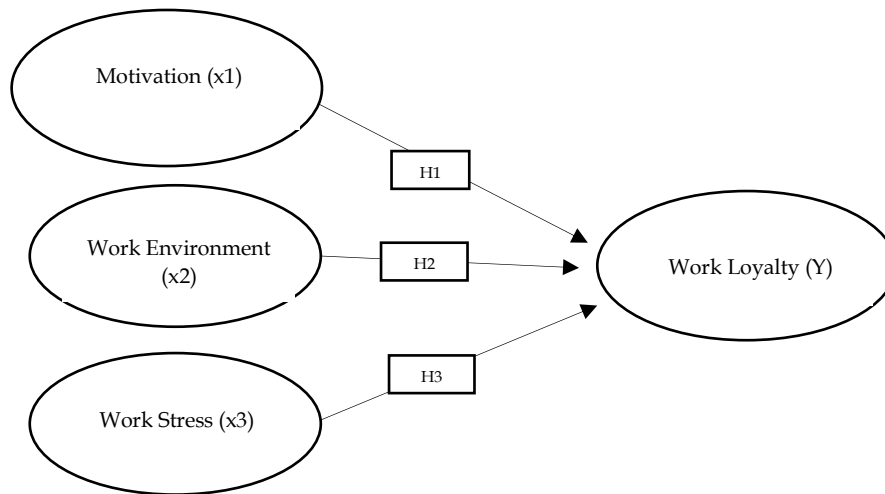 Motivation (x1)
H1
Work Environment
(x2)
H2
Work Loyalty (Y)
H3
Work Stress (x3)